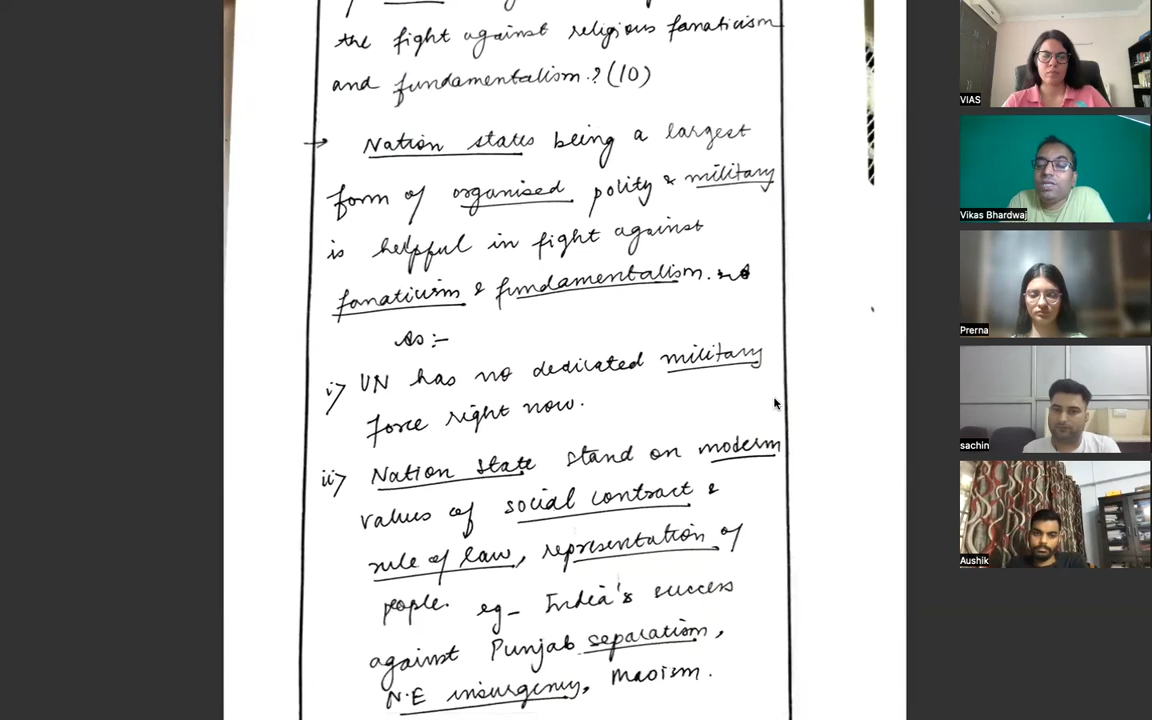 the fight against religious fanaticism
and fundamentalism.? (10)
→ Nation states being a largest
form of organised polity & military
is helpful in fight against
fanaticism & fundamentalism.
As :-
i) UN has no dedicated military
force right now.
ii) Nation state stand on modern
values of social contract &
rule of law, representation of
people. eg- India's success
against Punjab separatism,
N.E insurgency, maoism.
VIAS
Vikas Bhardwaj
Prerna
sachin
Aushik